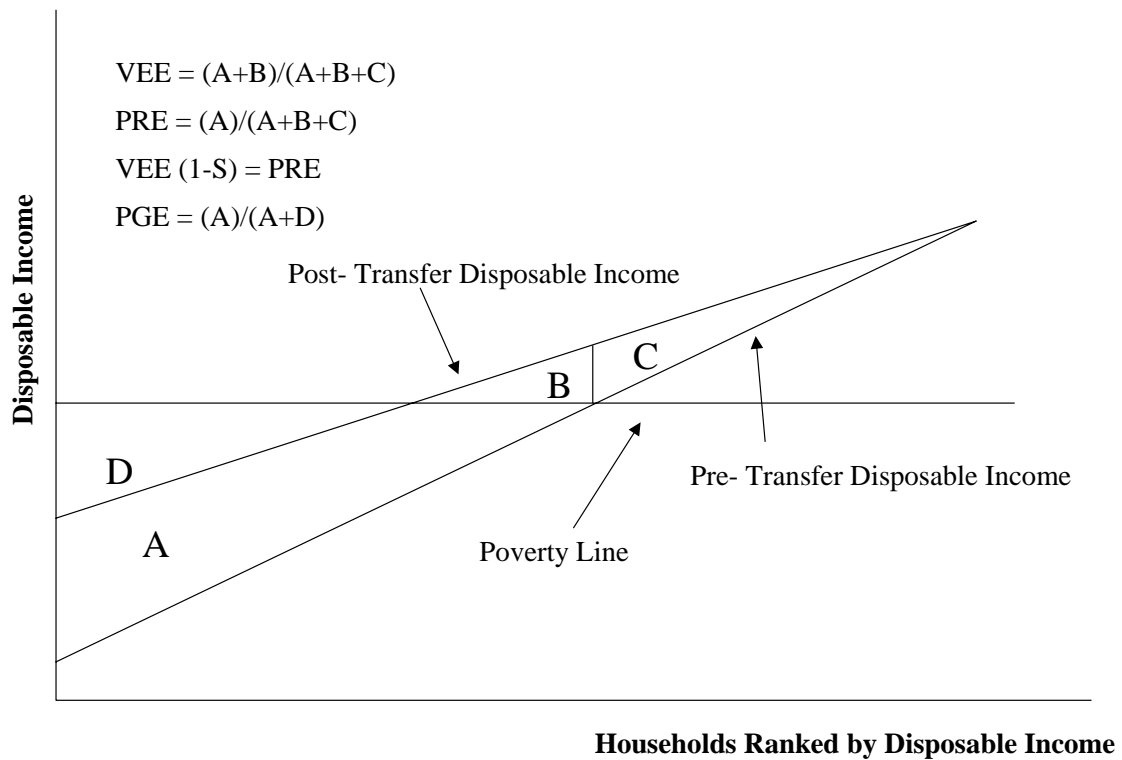 VEE = (A+B)/(A+B+C)
PRE = (A)/(A+B+C)
VEE (1-S) = PRE
PGE = (A)/(A+D)
Disposable Income
Post- Transfer Disposable Income
C
B
D
Pre- Transfer Disposable Income
A
Poverty Line
Households Ranked by Disposable Income